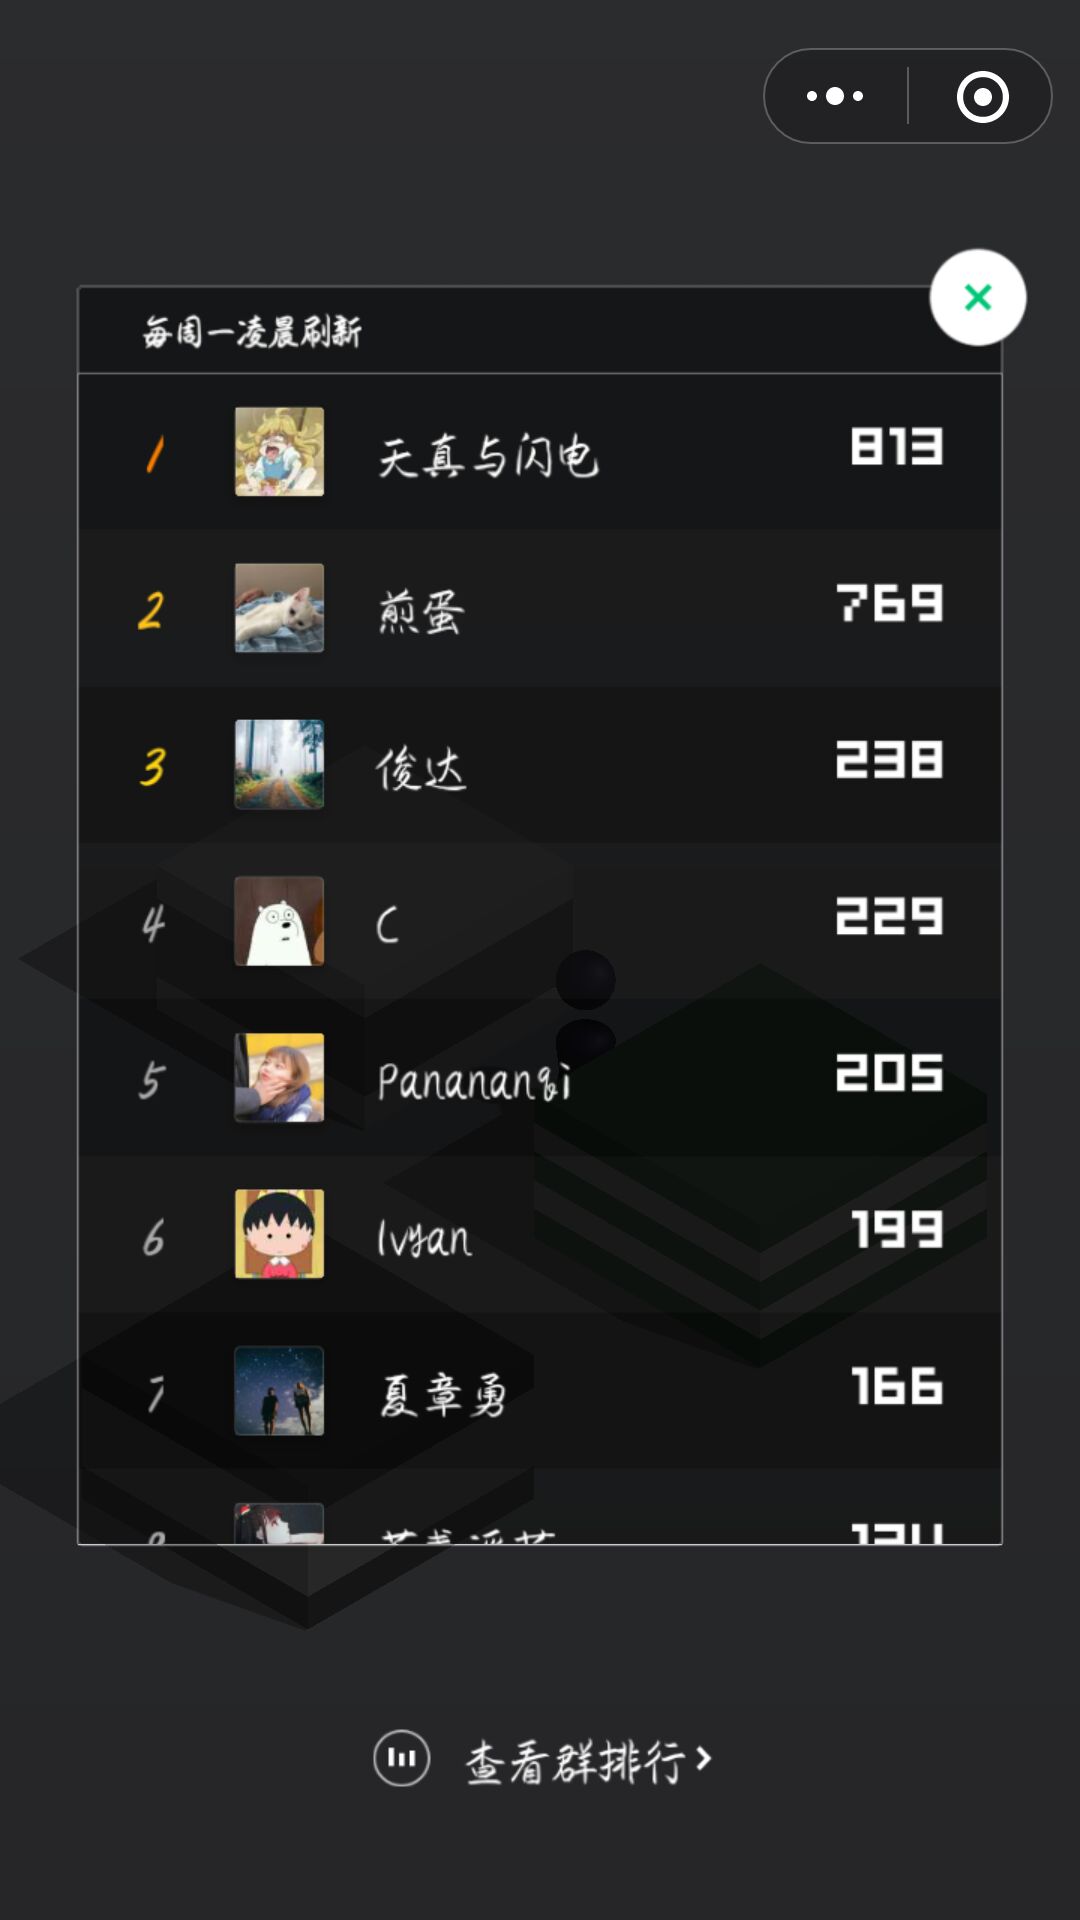 每周一凌晨刷新
1 天真与闪电 813
2 煎蛋 769
3 俊达 238
4 C 229
5 Panananqi 205
6 Ivyan 199
7 夏章勇 166
查看群排行